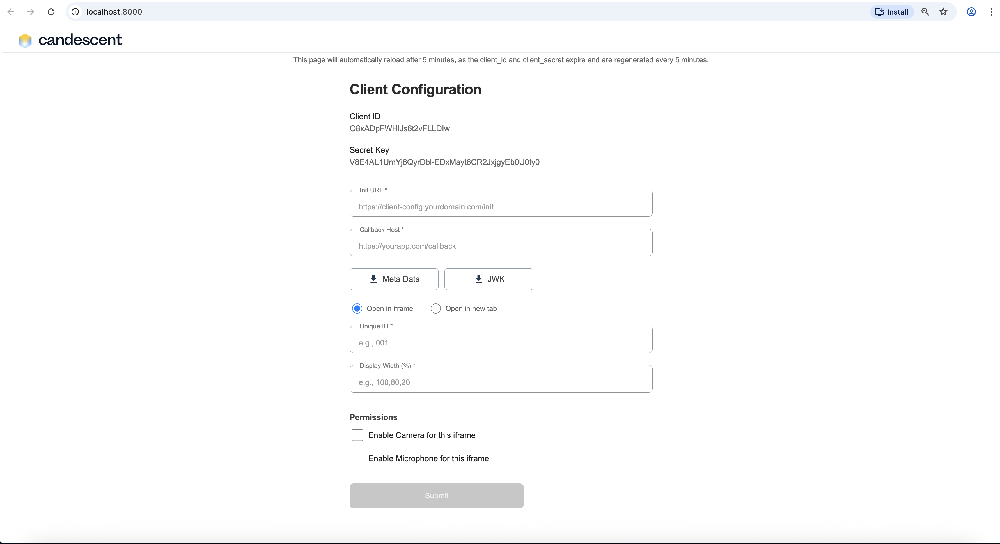 localhost:8000
Install
candescent
This page will automatically reload after 5 minutes, as the client_id and client_secret expire and are regenerated every 5 minutes.
Client Configuration
Client ID
O8xADpFWHlJs6t2vFLLDIw
Secret Key
V8E4AL1UmYj8QyrDbl-EDxMayt6CR2JxjgyEb0U0ty0
Init URL *
https://client-config.yourdomain.com/init
Callback Host *
https://yourapp.com/callback
Meta Data
JWK
Open in iframe
Open in new tab
Unique ID *
e.g., 001
Display Width (%) *
e.g., 100,80,20
Permissions
Enable Camera for this iframe
Enable Microphone for this iframe
Submit